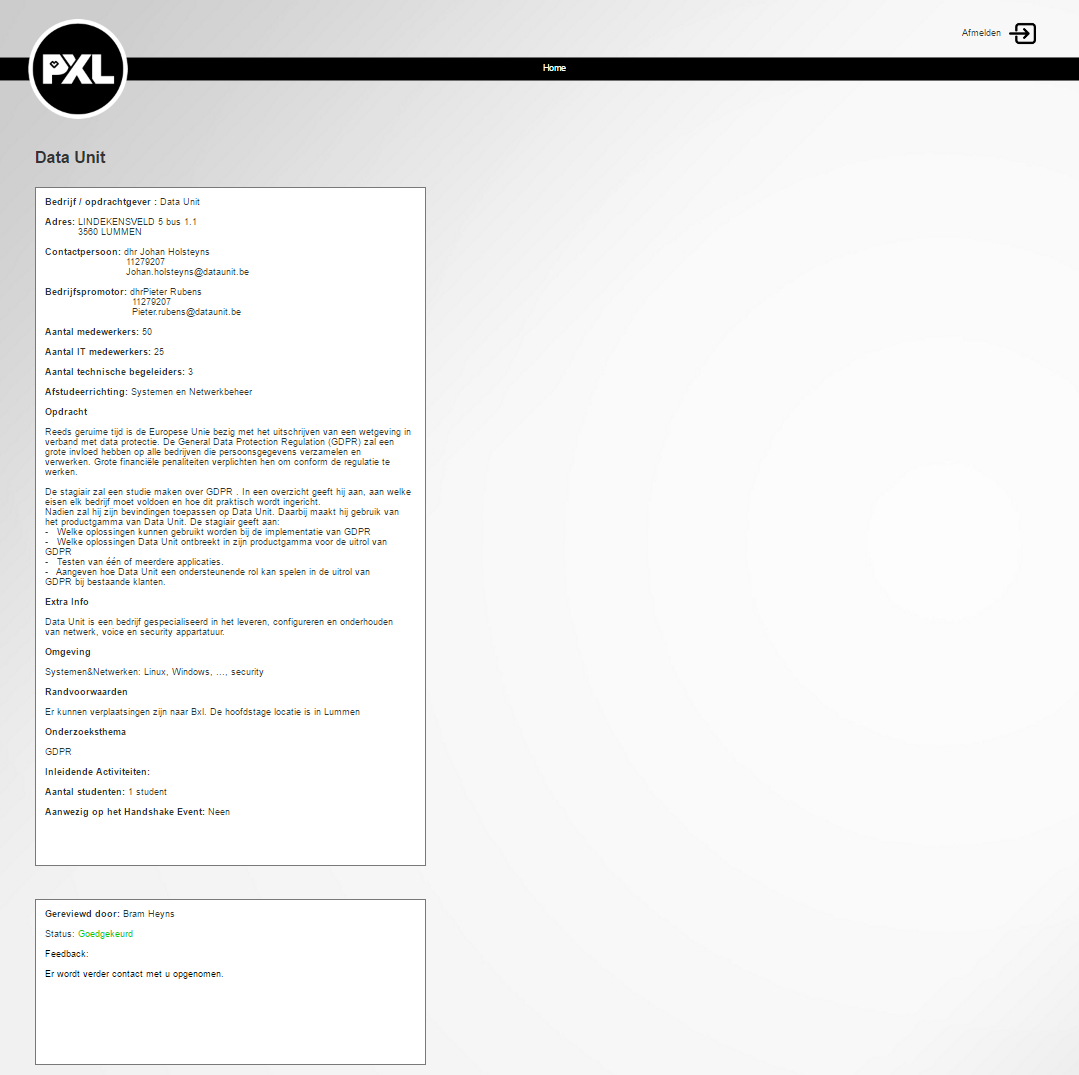 Afmelden
PXL
Home
Data Unit
Bedrijf / opdrachtgever : Data Unit
Adres: LINDEKENSVELD 5 bus 1.1
3560 LUMMEN
Contactpersoon: dhr Johan Holsteyns
11279207
Johan.holsteyns@dataunit.be
Bedrijfspromotor: dhrPieter Rubens
11279207
Pieter.rubens@dataunit.be
Aantal medewerkers: 50
Aantal IT medewerkers: 25
Aantal technische begeleiders: 3
Afstudeerrichting: Systemen en Netwerkbeheer
Opdracht
Reeds geruime tijd is de Europese Unie bezig met het uitschrijven van een wetgeving in
verband met data protectie. De General Data Protection Regulation (GDPR) zal een
grote invloed hebben op alle bedrijven die persoonsgegevens verzamelen en
verwerken. Grote financiële penaliteiten verplichten hen om conform de regulatie te
werken.
De stagiair zal een studie maken over GDPR . In een overzicht geeft hij aan, aan welke
eisen elk bedrijf moet voldoen en hoe dit praktisch wordt ingericht.
Nadien zal hij zijn bevindingen toepassen op Data Unit. Daarbij maakt hij gebruik van
het productgamma van Data Unit. De stagiair geeft aan:
- Welke oplossingen kunnen gebruikt worden bij de implementatie van GDPR
- Welke oplossingen Data Unit ontbreekt in zijn productgamma voor de uitrol van
GDPR
- Testen van één of meerdere applicaties.
- Aangeven hoe Data Unit een ondersteunende rol kan spelen in de uitrol van
GDPR bij bestaande klanten.
Extra Info
Data Unit is een bedrijf gespecialiseerd in het leveren, configureren en onderhouden
van netwerk, voice en security appartatuur.
Omgeving
Systemen&Netwerken: Linux, Windows, ..., security
Randvoorwaarden
Er kunnen verplaatsingen zijn naar Bxl. De hoofdstage locatie is in Lummen
Onderzoeksthema
GDPR
Inleidende Activiteiten:
Aantal studenten: 1 student
Aanwezig op het Handshake Event: Neen
Gereviewd door: Bram Heyns
Status: Goedgekeurd
Feedback:
Er wordt verder contact met u opgenomen.